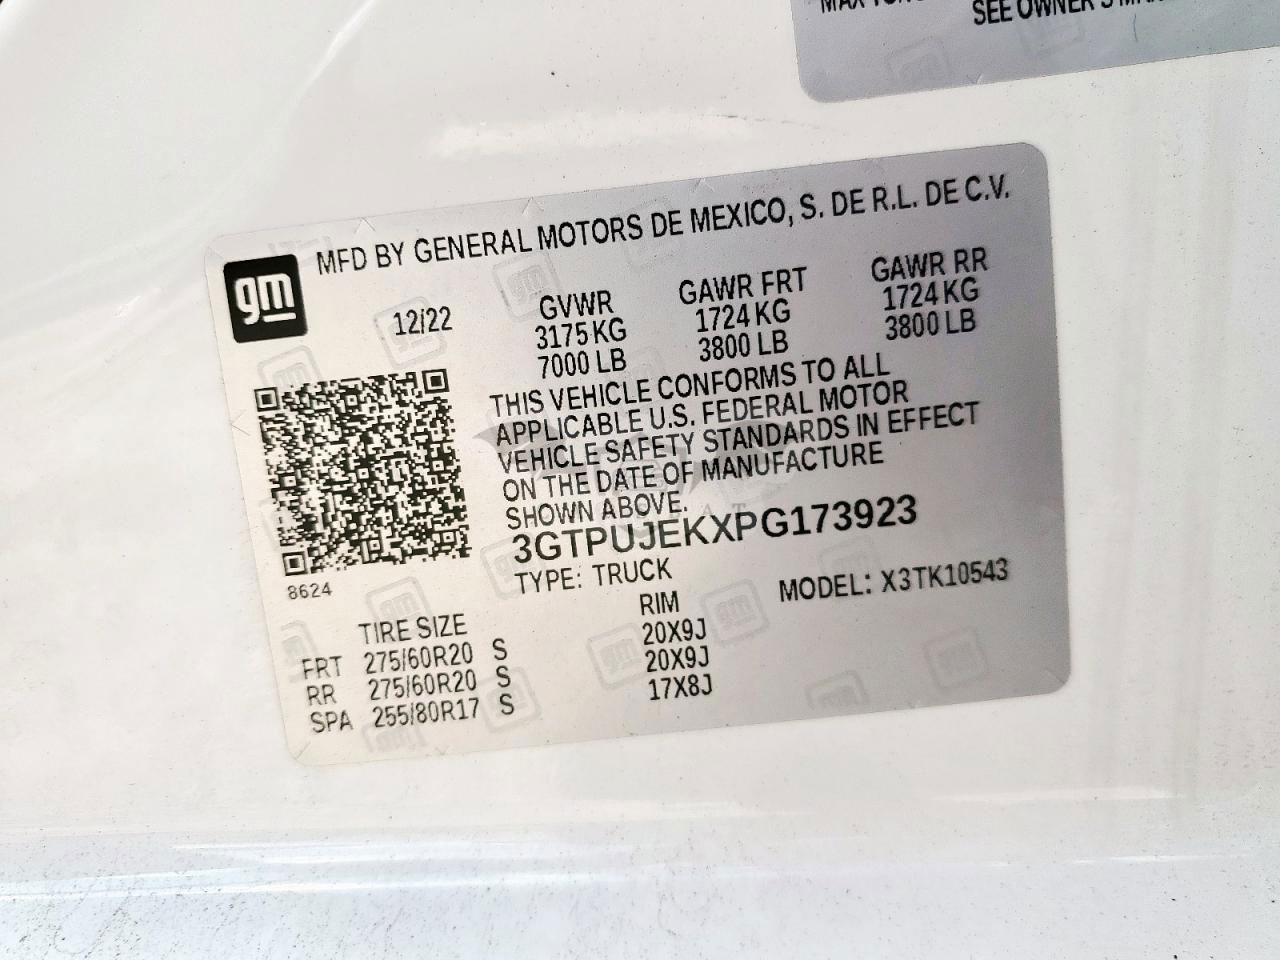 SEE OWNER'S
gm
MFD BY GENERAL MOTORS DE MEXICO, S. DE R.L. DE C.V.
12/22
GVWR GAWR FRT GAWR RR
3175 KG 1724 KG 1724 KG
7000 LB 3800 LB 3800 LB
THIS VEHICLE CONFORMS TO ALL
APPLICABLE U.S. FEDERAL MOTOR
VEHICLE SAFETY STANDARDS IN EFFECT
ON THE DATE OF MANUFACTURE
SHOWN ABOVE.
3GTPUJEKXPG173923
TYPE: TRUCK MODEL: X3TK10543
8624
TIRE SIZE RIM
FRT 275/60R20 S 20X9J
RR 275/60R20 S 20X9J
SPA 255/80R17 S 17X8J